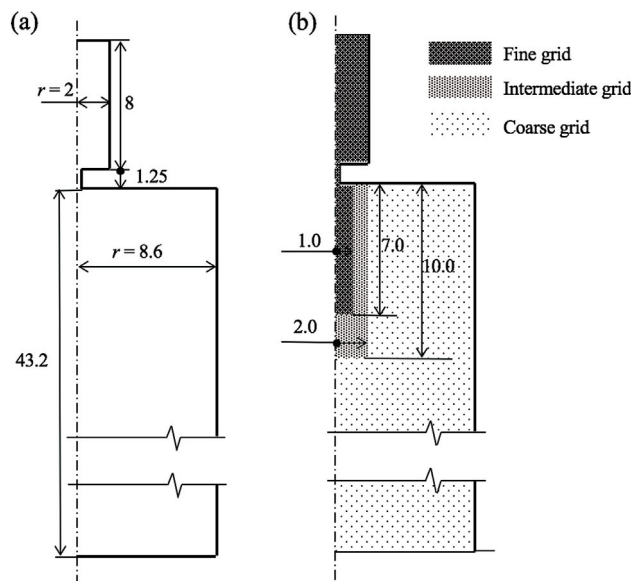 (a)
(b)
r = 2
8
1.25
r = 8.6
43.2
Fine grid
Intermediate grid
Coarse grid
1.0
7.0
10.0
2.0